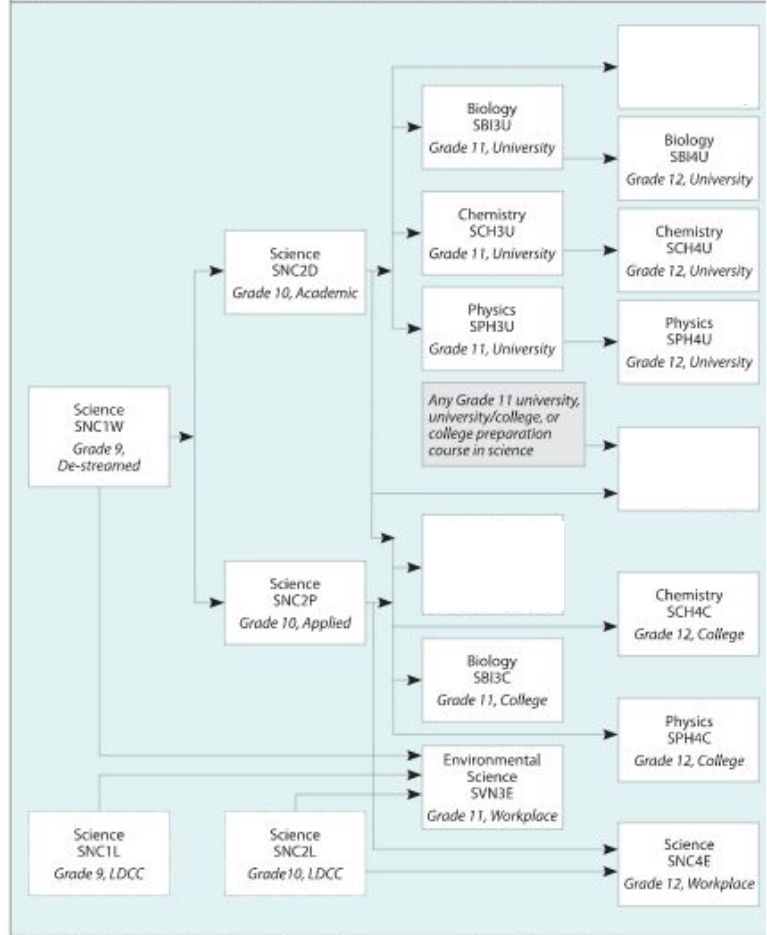 Biology
SBI3U
Grade 11, University
Biology
SBI4U
Grade 12, University
Chemistry
SCH3U
Grade 11, University
Chemistry
SCH4U
Grade 12, University
Science
SNC2D
Grade 10, Academic
Physics
SPH3U
Grade 11, University
Physics
SPH4U
Grade 12, University
Science
SNC1W
Grade 9,
De-streamed
Any Grade 11 university,
university/college, or
college preparation
course in science
Science
SNC2P
Grade 10, Applied
Chemistry
SCH4C
Grade 12, College
Biology
SBI3C
Grade 11, College
Physics
SPH4C
Grade 12, College
Environmental
Science
SVN3E
Grade 11, Workplace
Science
SNC1L
Grade 9, LDCC
Science
SNC2L
Grade10, LDCC
Science
SNC4E
Grade 12, Workplace